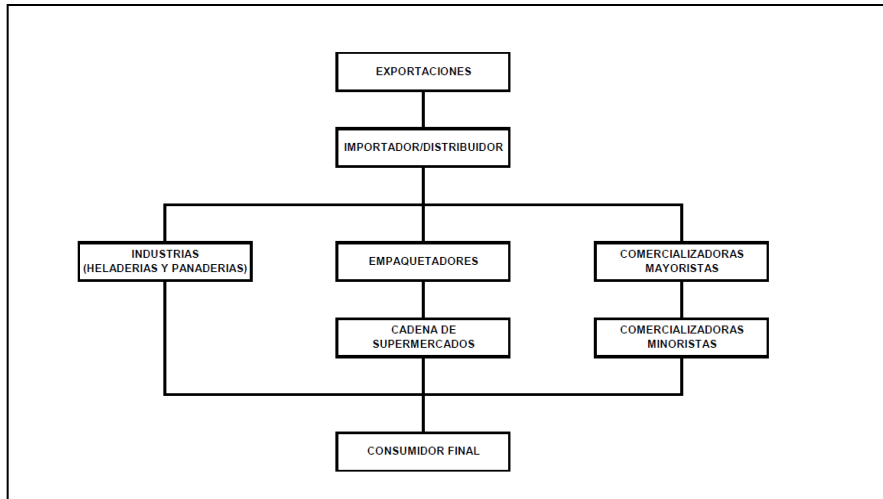 EXPORTACIONES
IMPORTADOR/DISTRIBUIDOR
INDUSTRIAS
(HELADERIAS Y PANADERIAS)
EMPAQUETADORES
COMERCIALIZADORAS
MAYORISTAS
CADENA DE
SUPERMERCADOS
COMERCIALIZADORAS
MINORISTAS
CONSUMIDOR FINAL